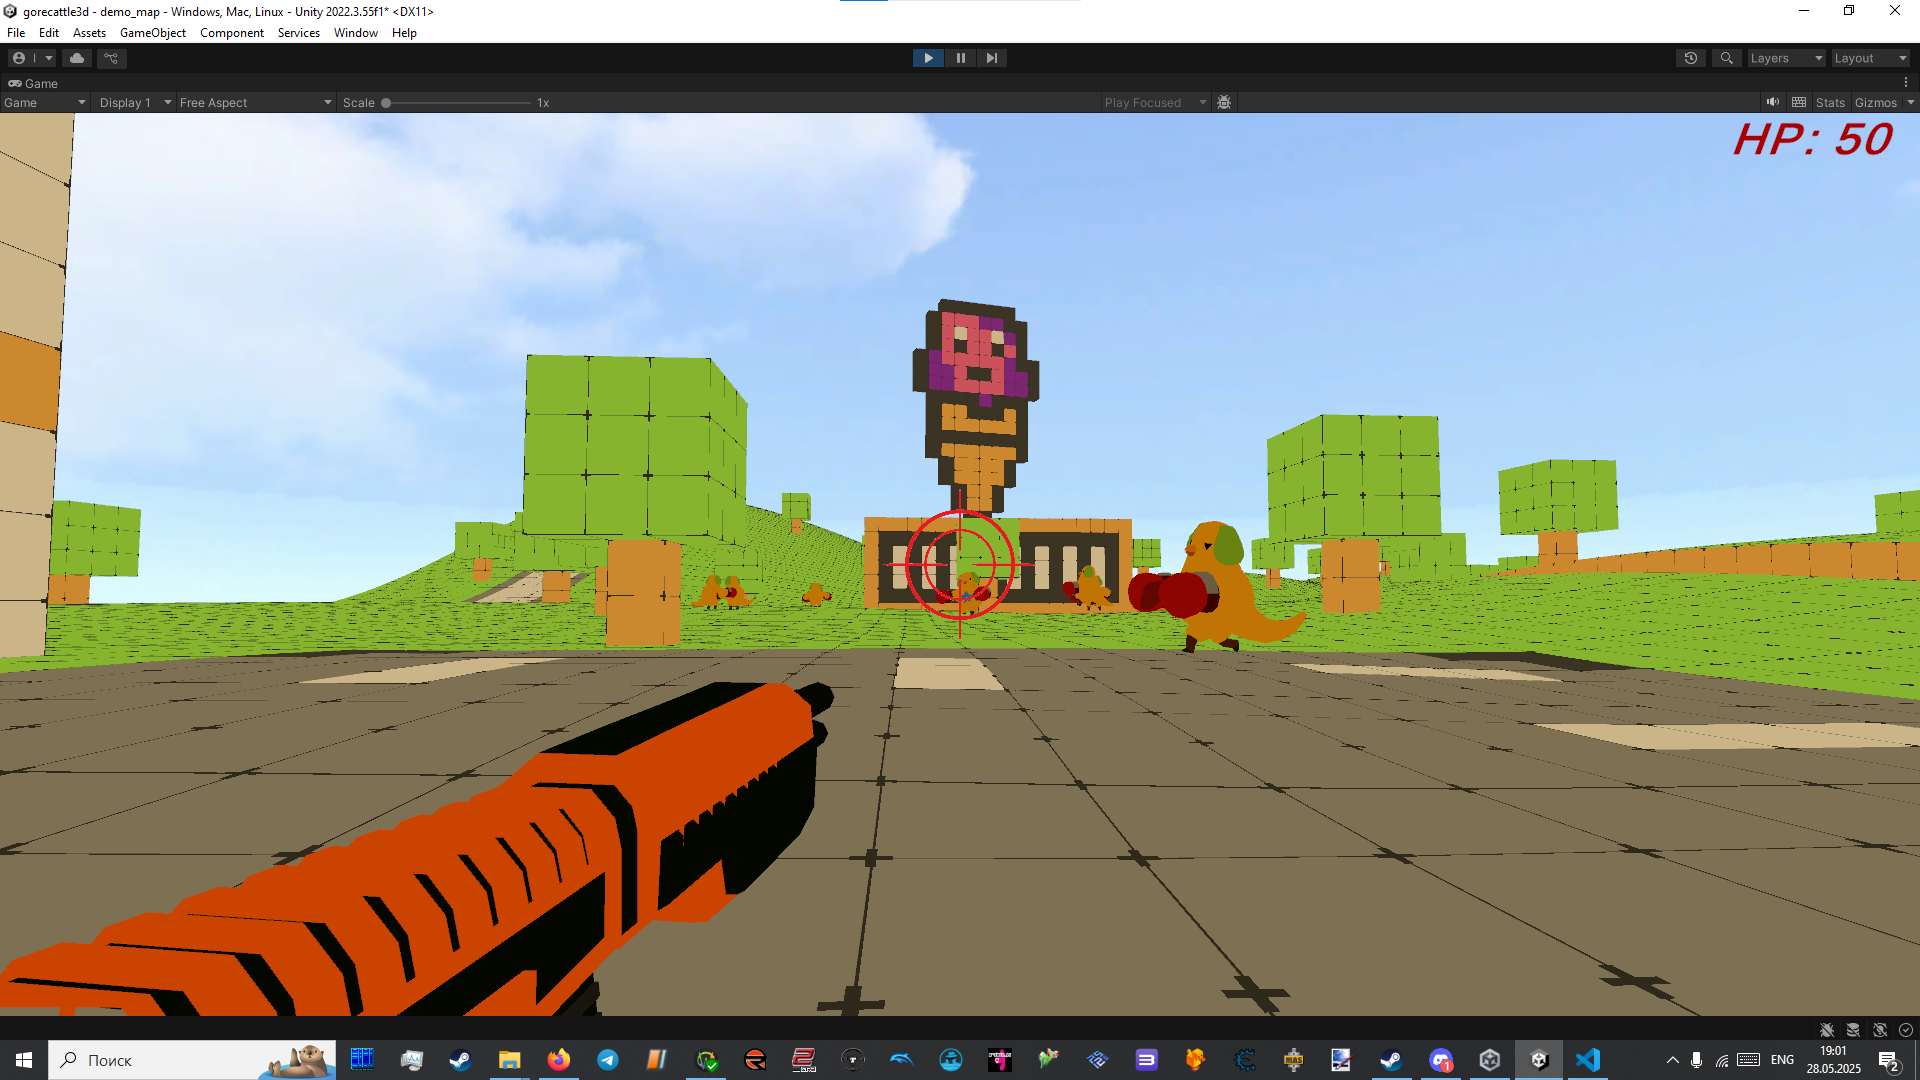 gorecattle3d - demo_map - Windows, Mac, Linux - Unity 2022.3.55f1* <DX11>
File Edit Assets GameObject Component Services Window Help
I Layers Layout
Game
Game Display 1 Free Aspect Scale 1x Play Focused Stats Gizmos
HP: 50
Поиск
ENG
19:01
28.05.2025
1
2